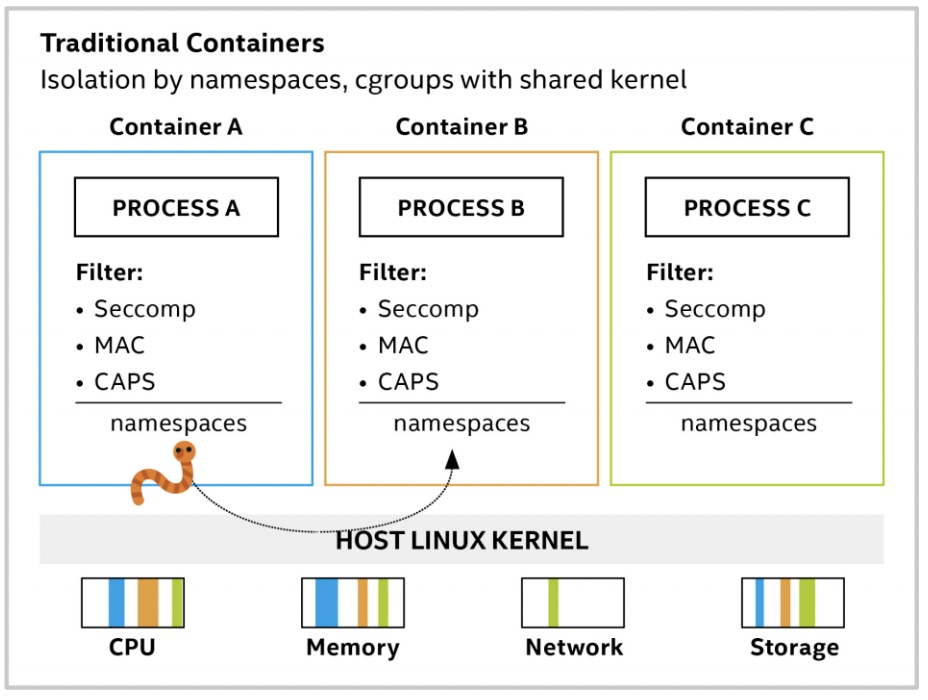 Traditional Containers
Isolation by namespaces, cgroups with shared kernel
Container A
Container B
Container C
PROCESS A
PROCESS B
PROCESS C
Filter:
• Seccomp
• MAC
• CAPS
namespaces
Filter:
• Seccomp
• MAC
• CAPS
namespaces
Filter:
• Seccomp
• MAC
• CAPS
namespaces
HOST LINUX KERNEL
CPU
Memory
Network
Storage